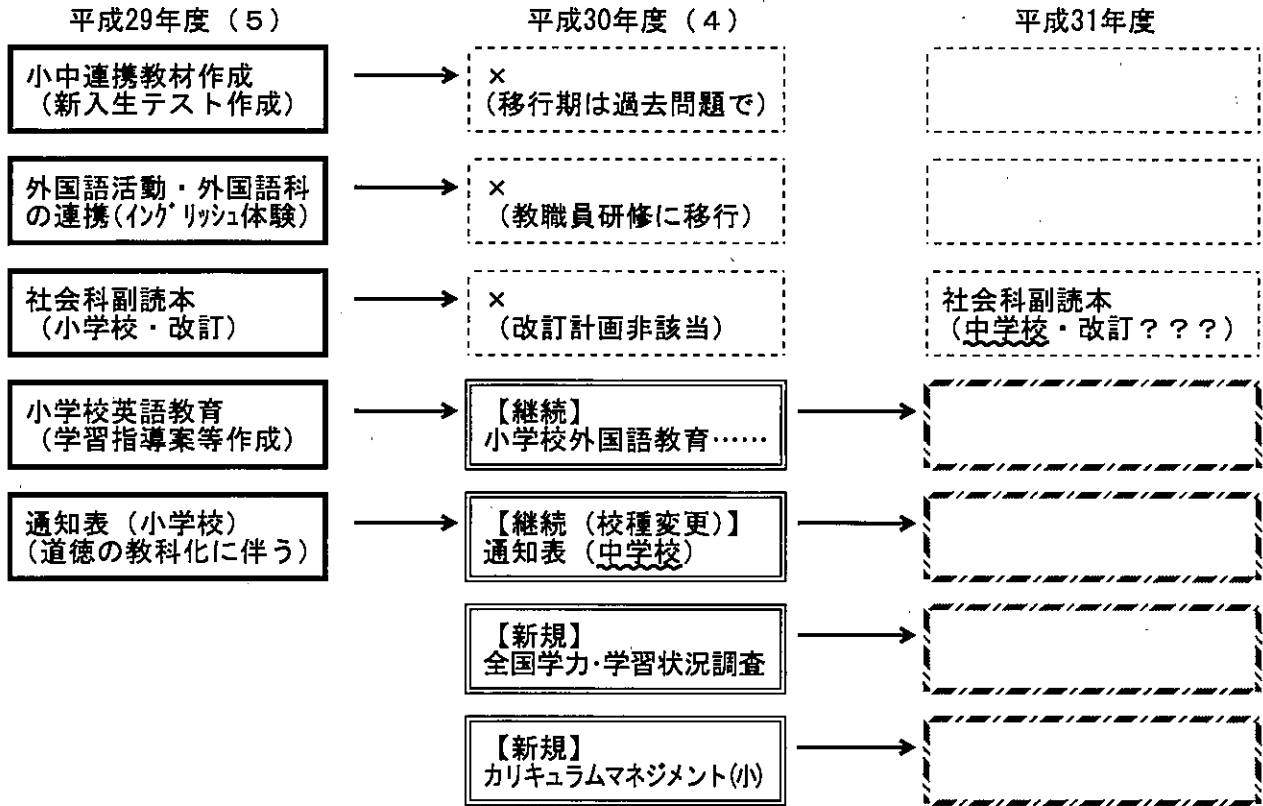 平成29年度（５）
平成30年度（４）
平成31年度
小中連携教材作成
（新入生テスト作成）
×
（移行期は過去問題で）
外国語活動・外国語科
の連携(ｲﾝｸﾞﾘｯｼｭ体験)
×
（教職員研修に移行）
社会科副読本
（小学校・改訂）
×
（改訂計画非該当）
社会科副読本
（中学校・改訂？？？）
小学校英語教育
（学習指導案等作成）
【継続】
小学校外国語教育……
通知表（小学校）
（道徳の教科化に伴う）
【継続（校種変更）】
通知表（中学校）
【新規】
全国学力･学習状況調査
【新規】
カリキュラムマネジメント(小)